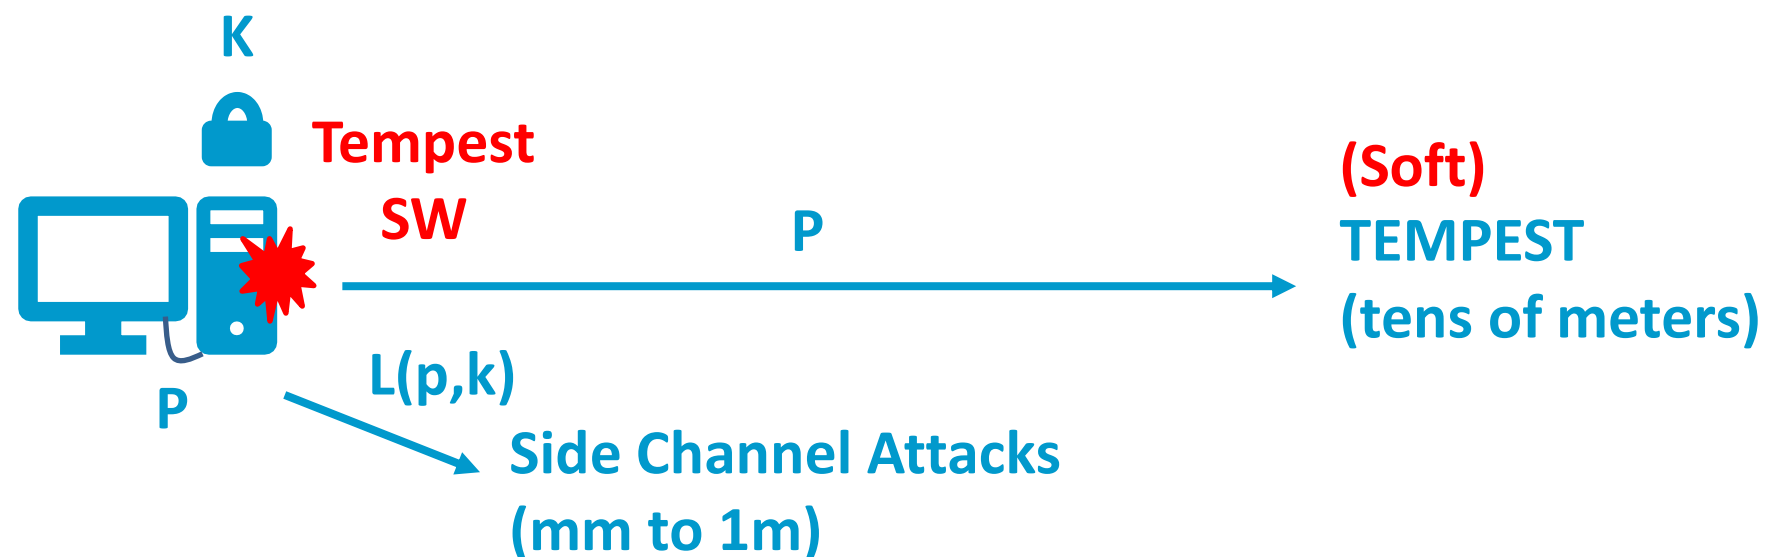 K
Tempest
SW
P
(Soft)
TEMPEST
(tens of meters)
P
L(p,k)
Side Channel Attacks
(mm to 1m)